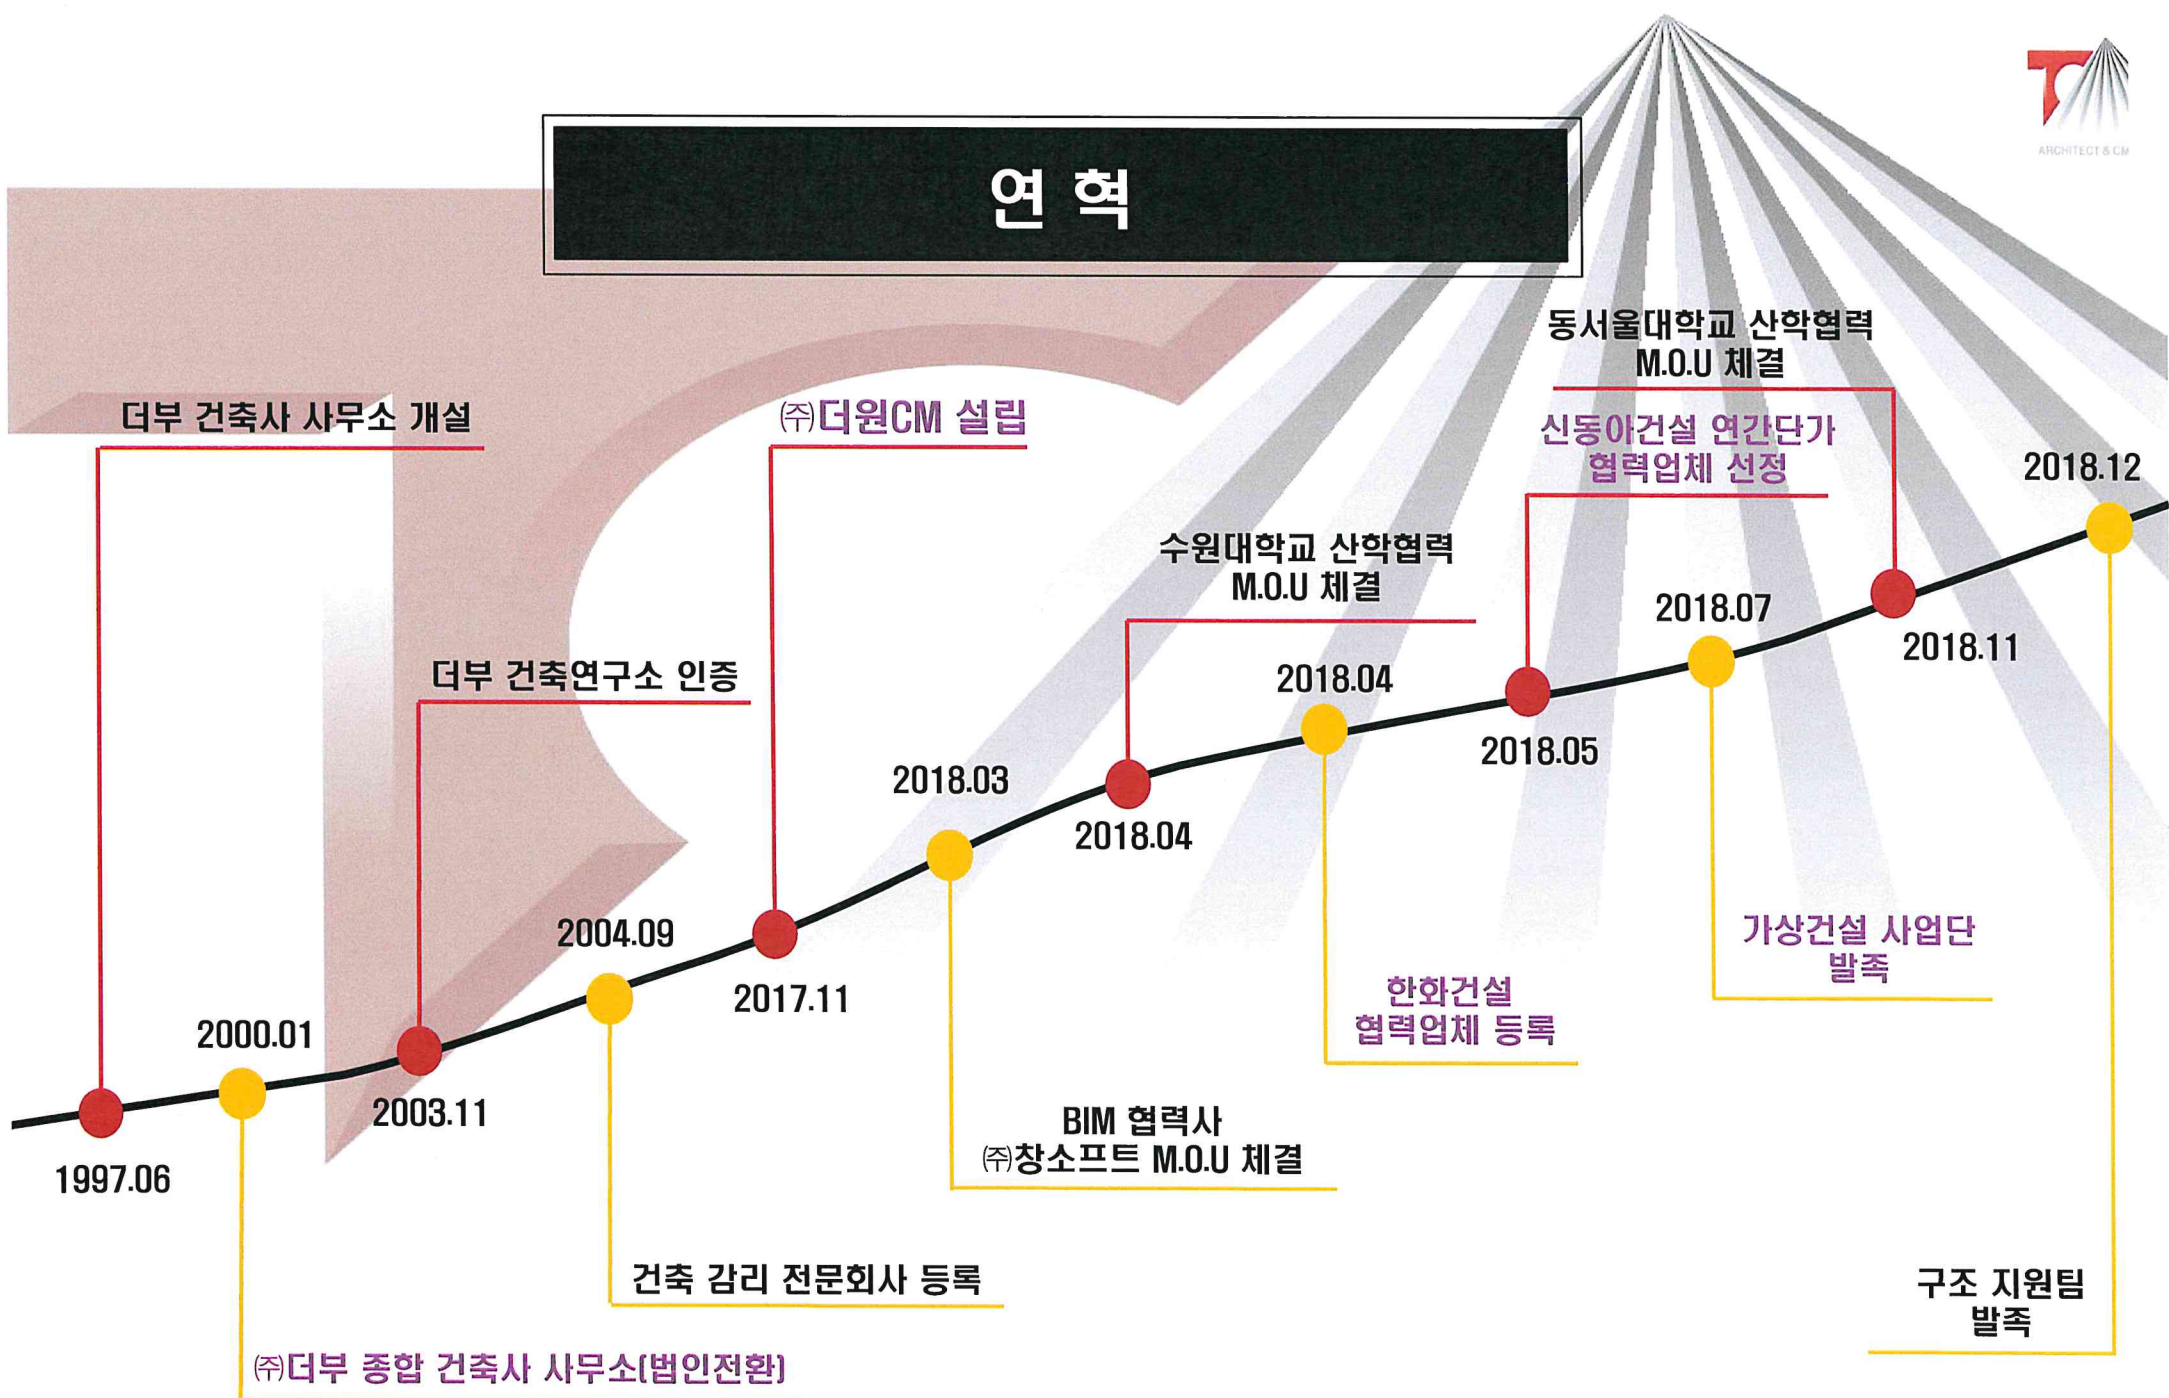 ARCHITECT & CM
연 혁
더부 건축사 사무소 개설
1997.06
2000.01
㈜더부 종합 건축사 사무소(법인전환)
더부 건축연구소 인증
2003.11
2004.09
건축 감리 전문회사 등록
㈜더원CM 설립
2017.11
2018.03
BIM 협력사
㈜창소프트 M.O.U 체결
수원대학교 산학협력
M.O.U 체결
2018.04
2018.04
한화건설
협력업체 등록
신동아건설 연간단가
협력업체 선정
2018.05
2018.07
가상건설 사업단
발족
동서울대학교 산학협력
M.O.U 체결
2018.11
2018.12
구조 지원팀
발족